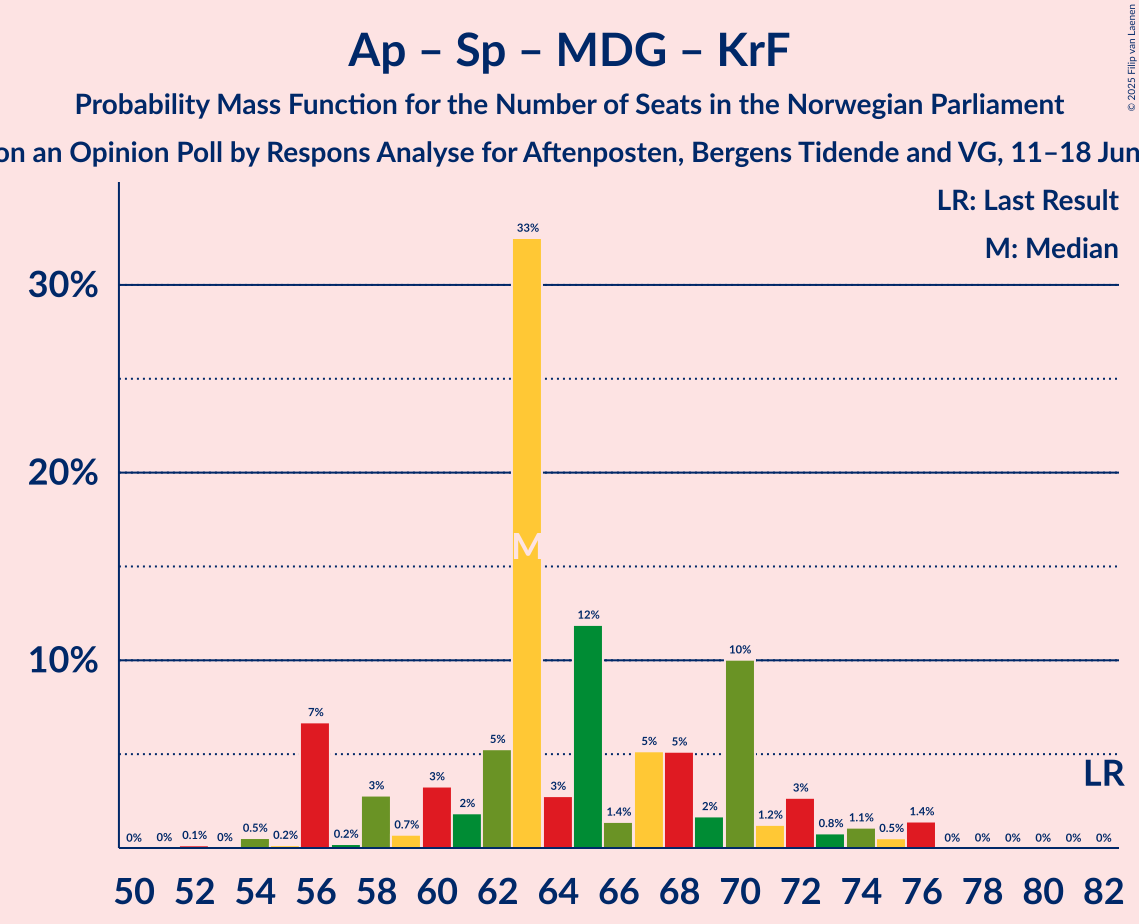 Ap – Sp – MDG – KrF
Probability Mass Function for the Number of Seats in the Norwegian Parliament
on an Opinion Poll by Respons Analyse for Aftenposten, Bergens Tidende and VG, 11–18 Jun
© 2025 Filip van Laenen
LR: Last Result
M: Median
30%
20%
10%
0% 0% 0.1% 0% 0.5% 0.2% 7% 0.2% 3% 0.7% 3% 2% 5% 33% 3% 12% 1.4% 5% 5% 2% 10% 1.2% 3% 0.8% 1.1% 0.5% 1.4% 0% 0% 0% 0% 0% 0%
M
LR
50 52 54 56 58 60 62 64 66 68 70 72 74 76 78 80 82